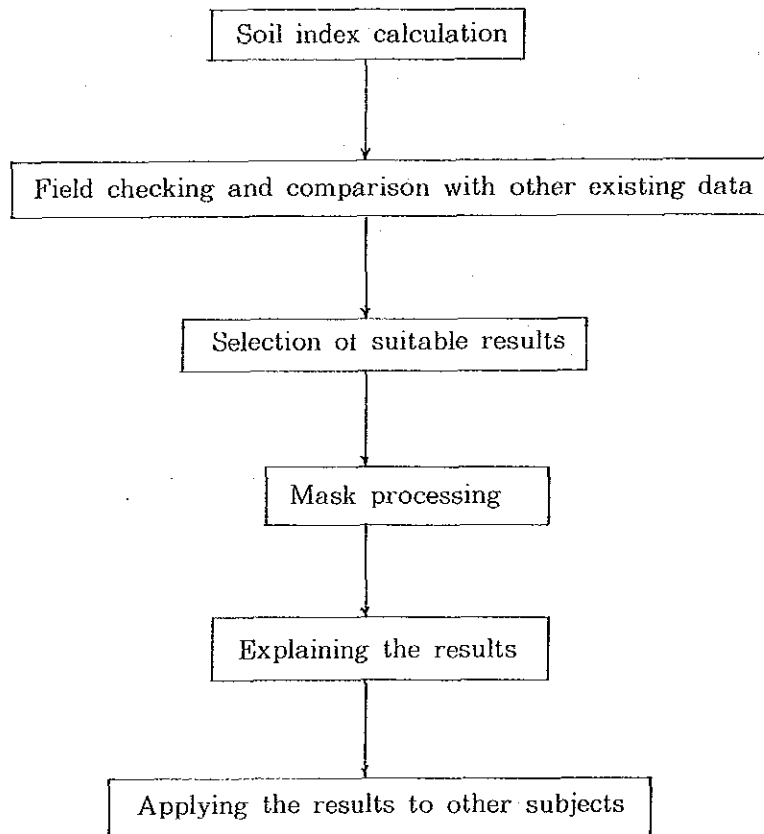 Soil index calculation
Field checking and comparison with other existing data
Selection of suitable results
Mask processing
Explaining the results
Applying the results to other subjects